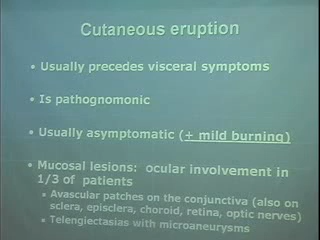 Cutaneous eruption
• Usually precedes visceral symptoms
• Is pathognomonic
• Usually asymptomatic (+ mild burning)
• Mucosal lesions: ocular involvement in
1/3 of patients
• Avascular patches on the conjunctiva (also on
sclera, episclera, choroid, retina, optic nerves)
• Telengiectasias with microaneurysms